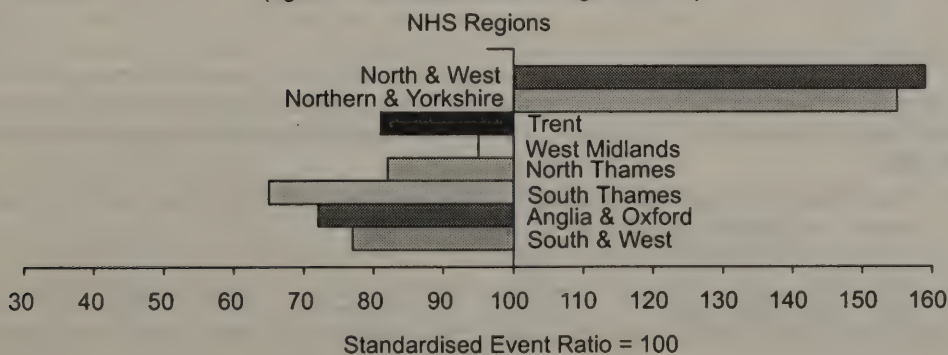 NHS Regions
North & West
Northern & Yorkshire
Trent
West Midlands
North Thames
South Thames
Anglia & Oxford
South & West
30 40 50 60 70 80 90 100 110 120 130 140 150 160
Standardised Event Ratio = 100